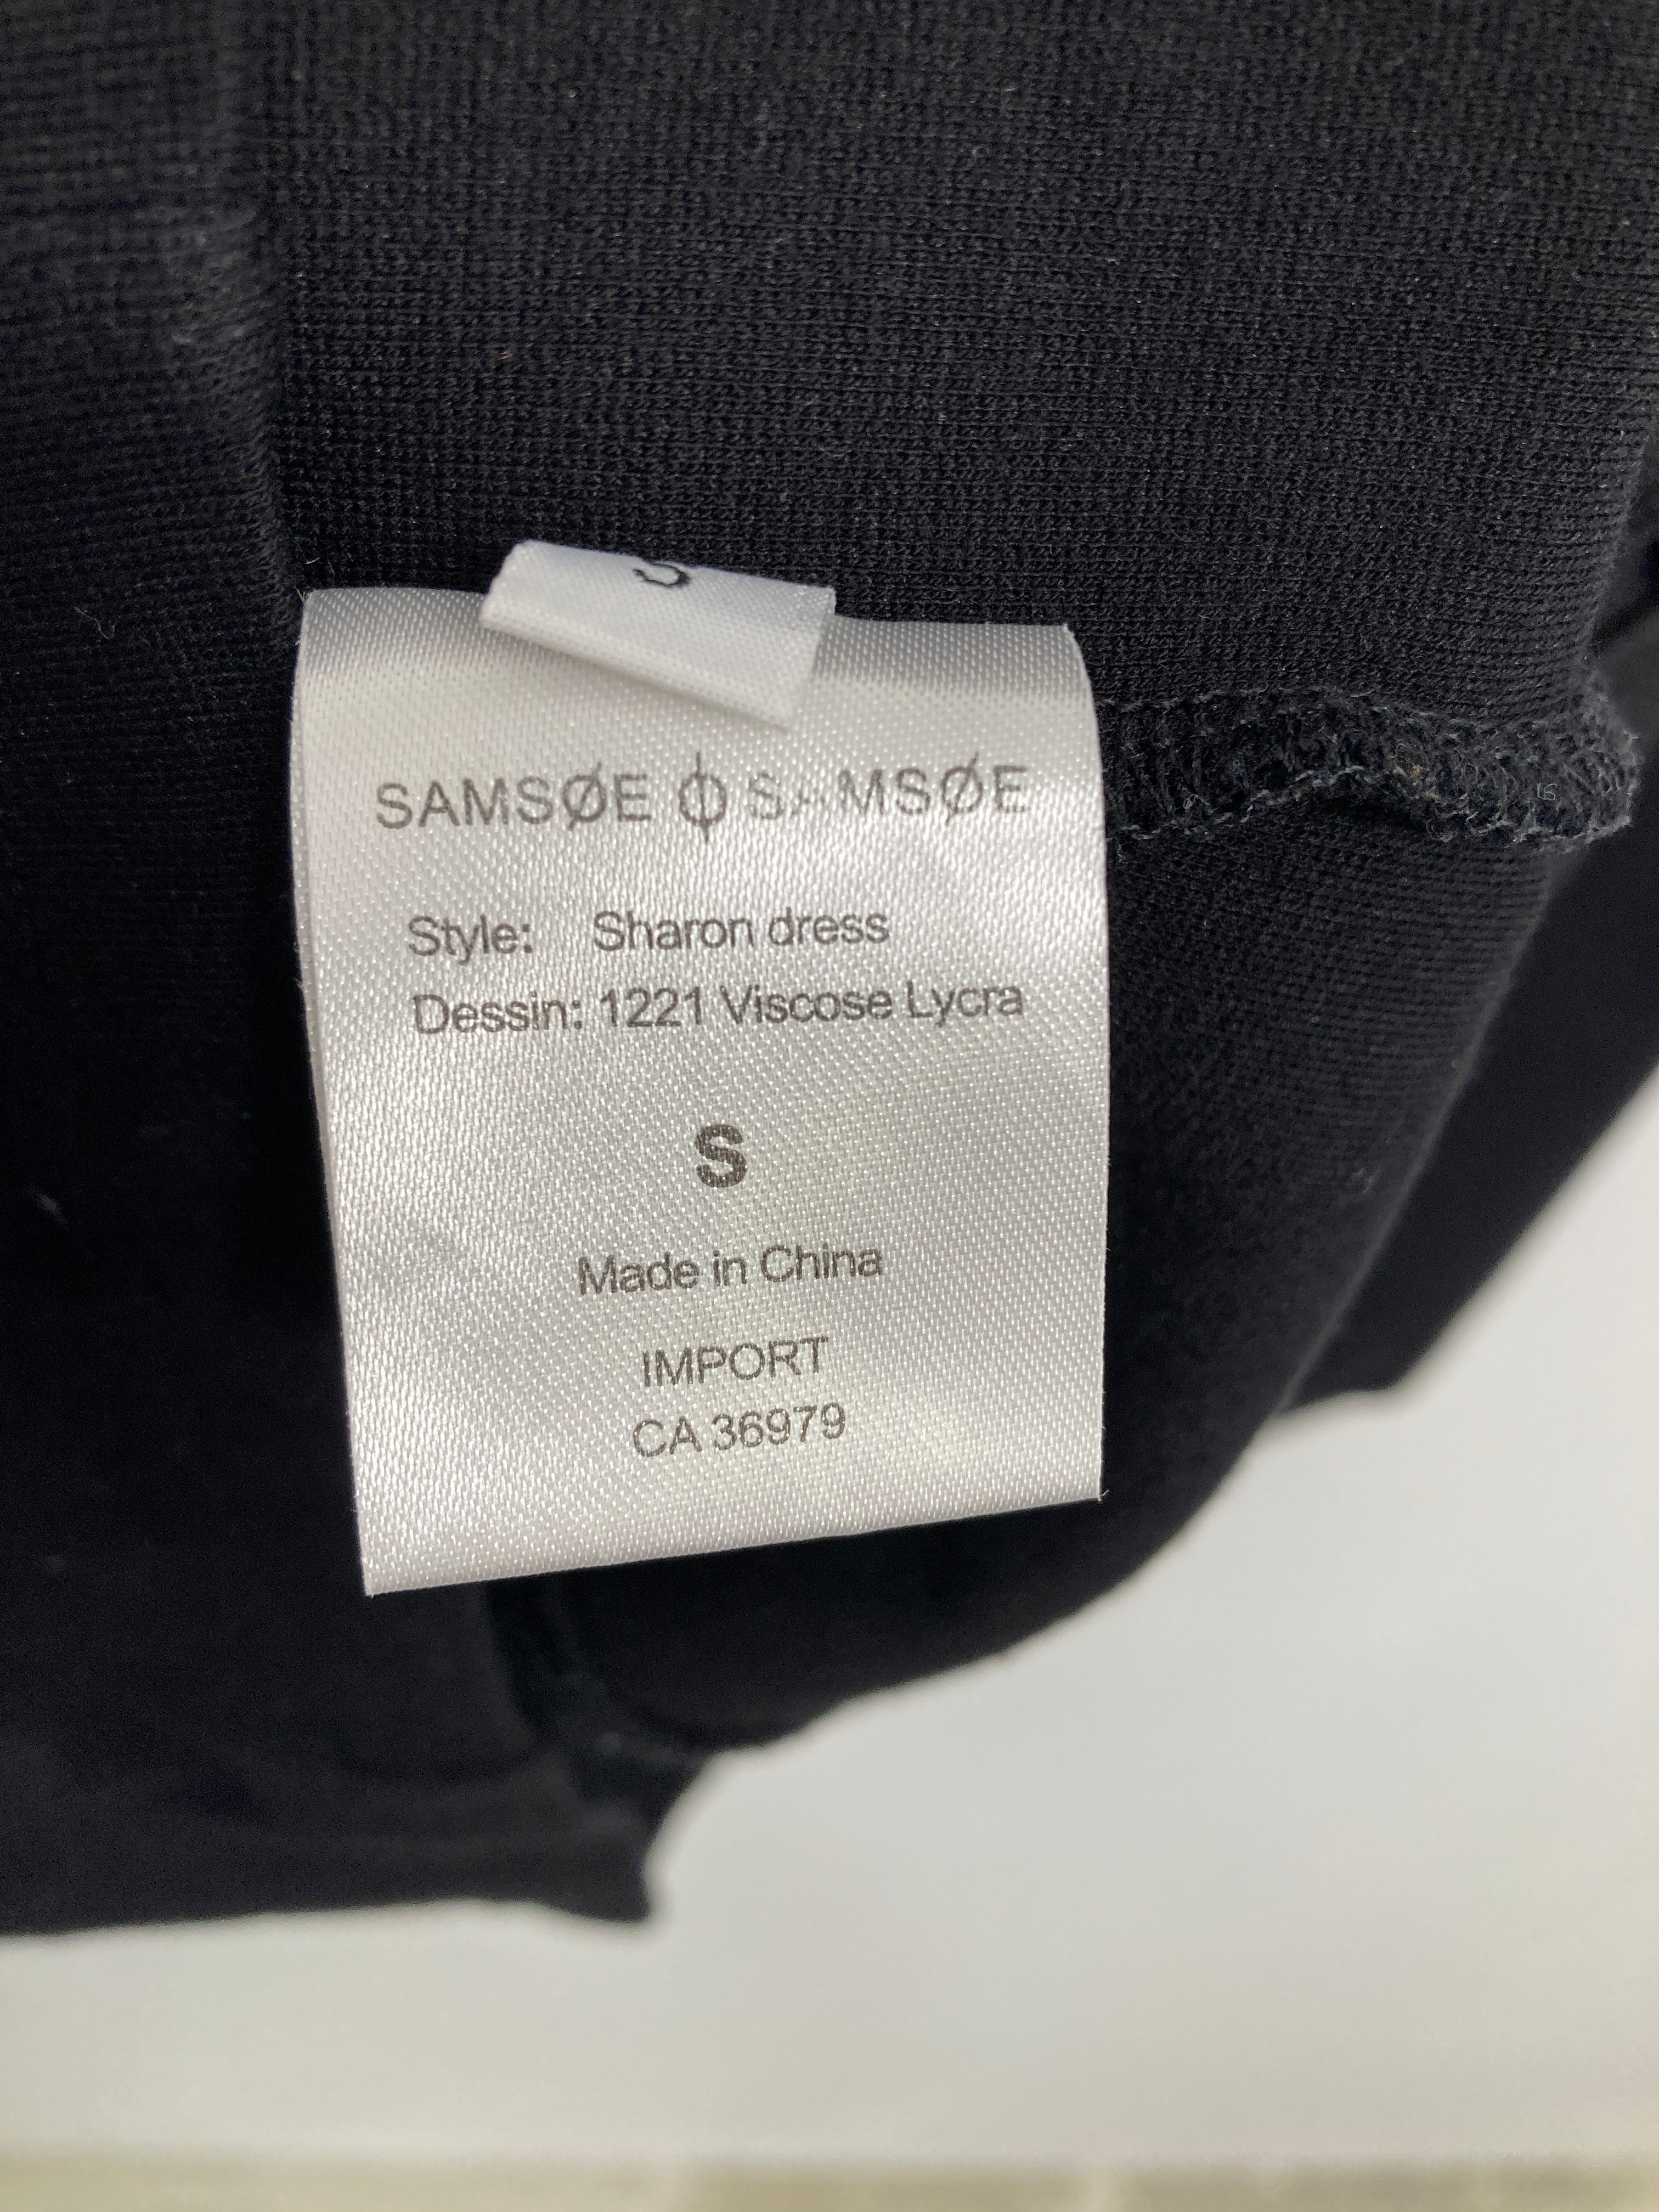 SAMSØE Φ SAMSØE
Style: Sharon dress
Dessin: 1221 Viscose Lycra
S
Made in China
IMPORT
CA 36979